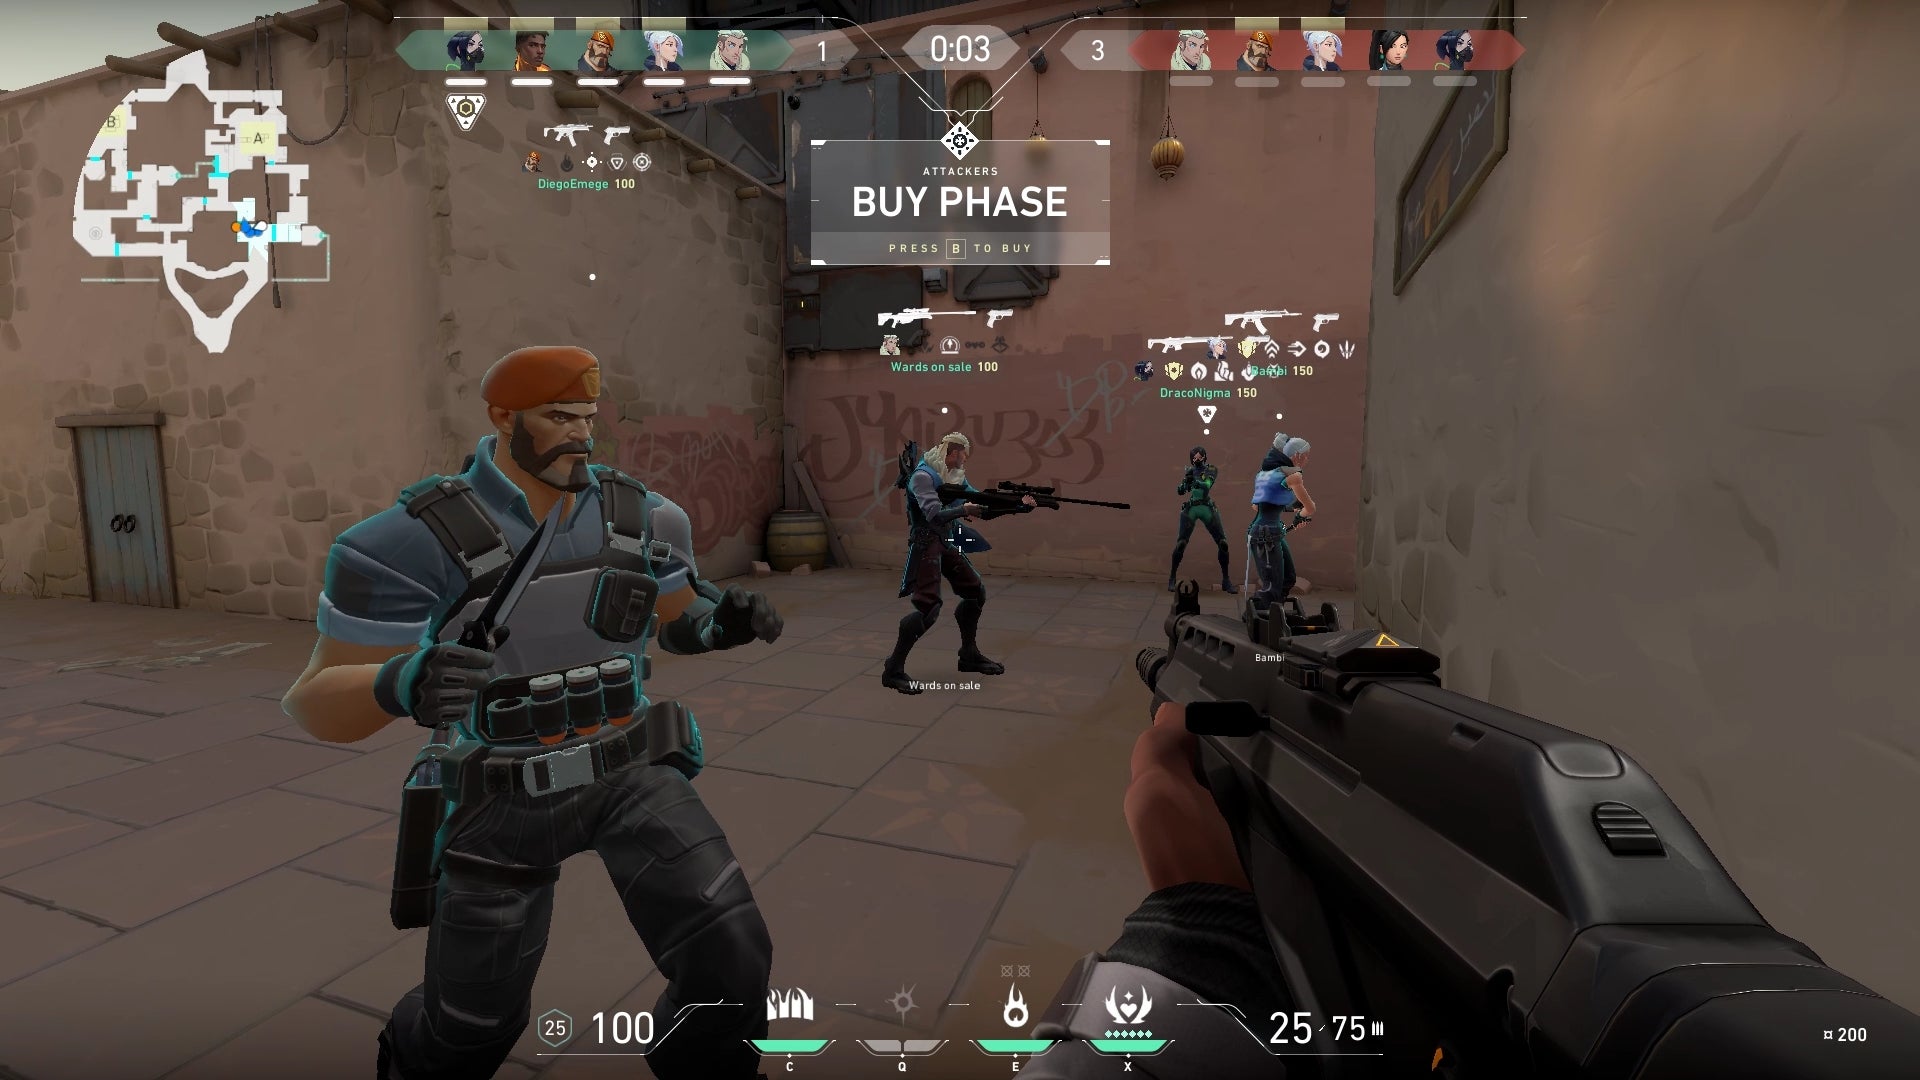 1
0:03
3
B
A
ATTACKERS
BUY PHASE
PRESS B TO BUY
DiegoEmege 100
Wards on sale 100
Bambi 150
DracoNigma 150
Bambi
Wards on sale
25
100
25 / 75
¤ 200
C
Q
E
X